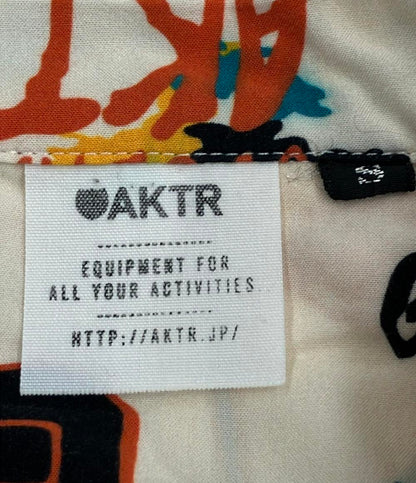 AKTR
EQUIPMENT FOR
ALL YOUR ACTIVITIES
HTTP://AKTR.JP/